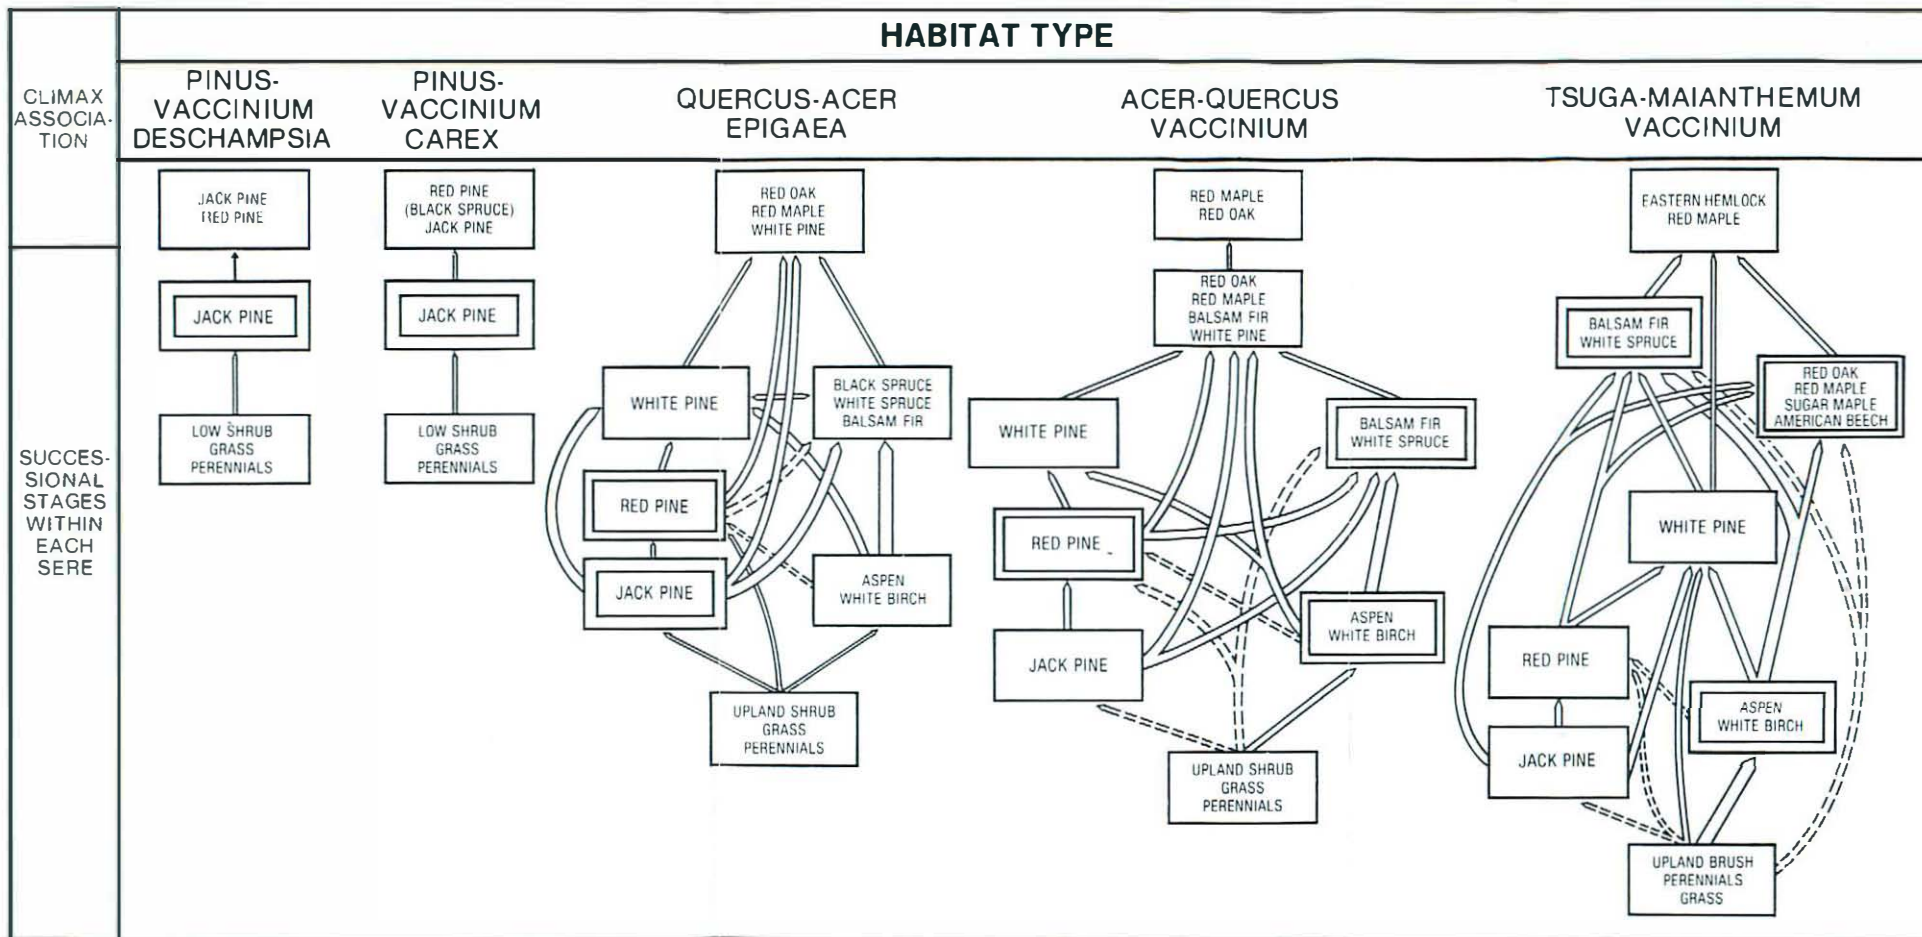 HABITAT TYPE
CLIMAX
ASSOCIA-
TION
PINUS-
VACCINIUM
DESCHAMPSIA
PINUS-
VACCINIUM
CAREX
QUERCUS-ACER
EPIGAEA
ACER-QUERCUS
VACCINIUM
TSUGA-MAIANTHEMUM
VACCINIUM
SUCCES-
SIONAL
STAGES
WITHIN
EACH
SERE
JACK PINE
RED PINE
JACK PINE
LOW SHRUB
GRASS
PERENNIALS
RED PINE
(BLACK SPRUCE)
JACK PINE
JACK PINE
LOW SHRUB
GRASS
PERENNIALS
RED OAK
RED MAPLE
WHITE PINE
WHITE PINE
BLACK SPRUCE
WHITE SPRUCE
BALSAM FIR
RED PINE
JACK PINE
ASPEN
WHITE BIRCH
UPLAND SHRUB
GRASS
PERENNIALS
RED MAPLE
RED OAK
RED OAK
RED MAPLE
BALSAM FIR
WHITE PINE
WHITE PINE
BALSAM FIR
WHITE SPRUCE
RED PINE
ASPEN
WHITE BIRCH
JACK PINE
UPLAND SHRUB
GRASS
PERENNIALS
EASTERN HEMLOCK
RED MAPLE
BALSAM FIR
WHITE SPRUCE
RED OAK
RED MAPLE
SUGAR MAPLE
AMERICAN BEECH
WHITE PINE
RED PINE
ASPEN
WHITE BIRCH
JACK PINE
UPLAND BRUSH
PERENNIALS
GRASS